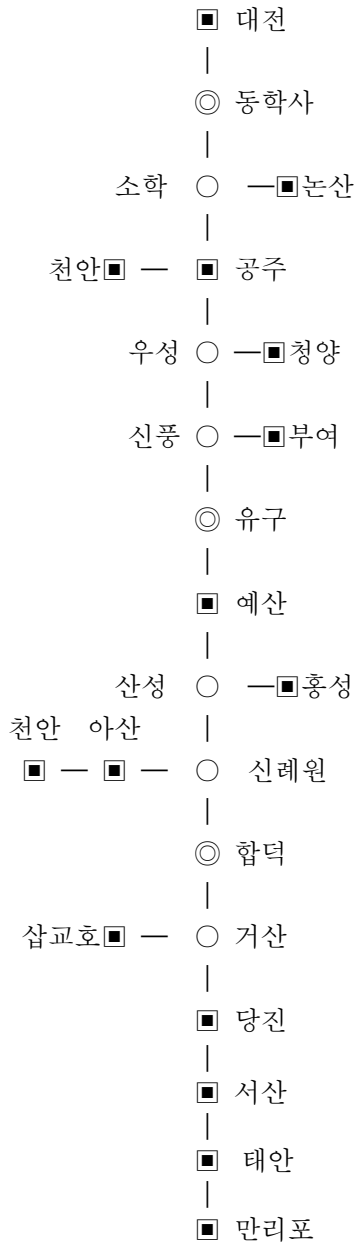 ▣ 대전
|
◎ 동학사
|
소학 ○ ―▣논산
|
천안▣ ― ▣ 공주
|
우성 ○ ―▣청양
|
신풍 ○ ―▣부여
|
◎ 유구
|
▣ 예산
|
산성 ○ ―▣홍성
천안 아산 |
▣ ― ▣ ― ○ 신례원
|
◎ 합덕
|
삽교호▣ ― ○ 거산
|
▣ 당진
|
▣ 서산
|
▣ 태안
|
▣ 만리포